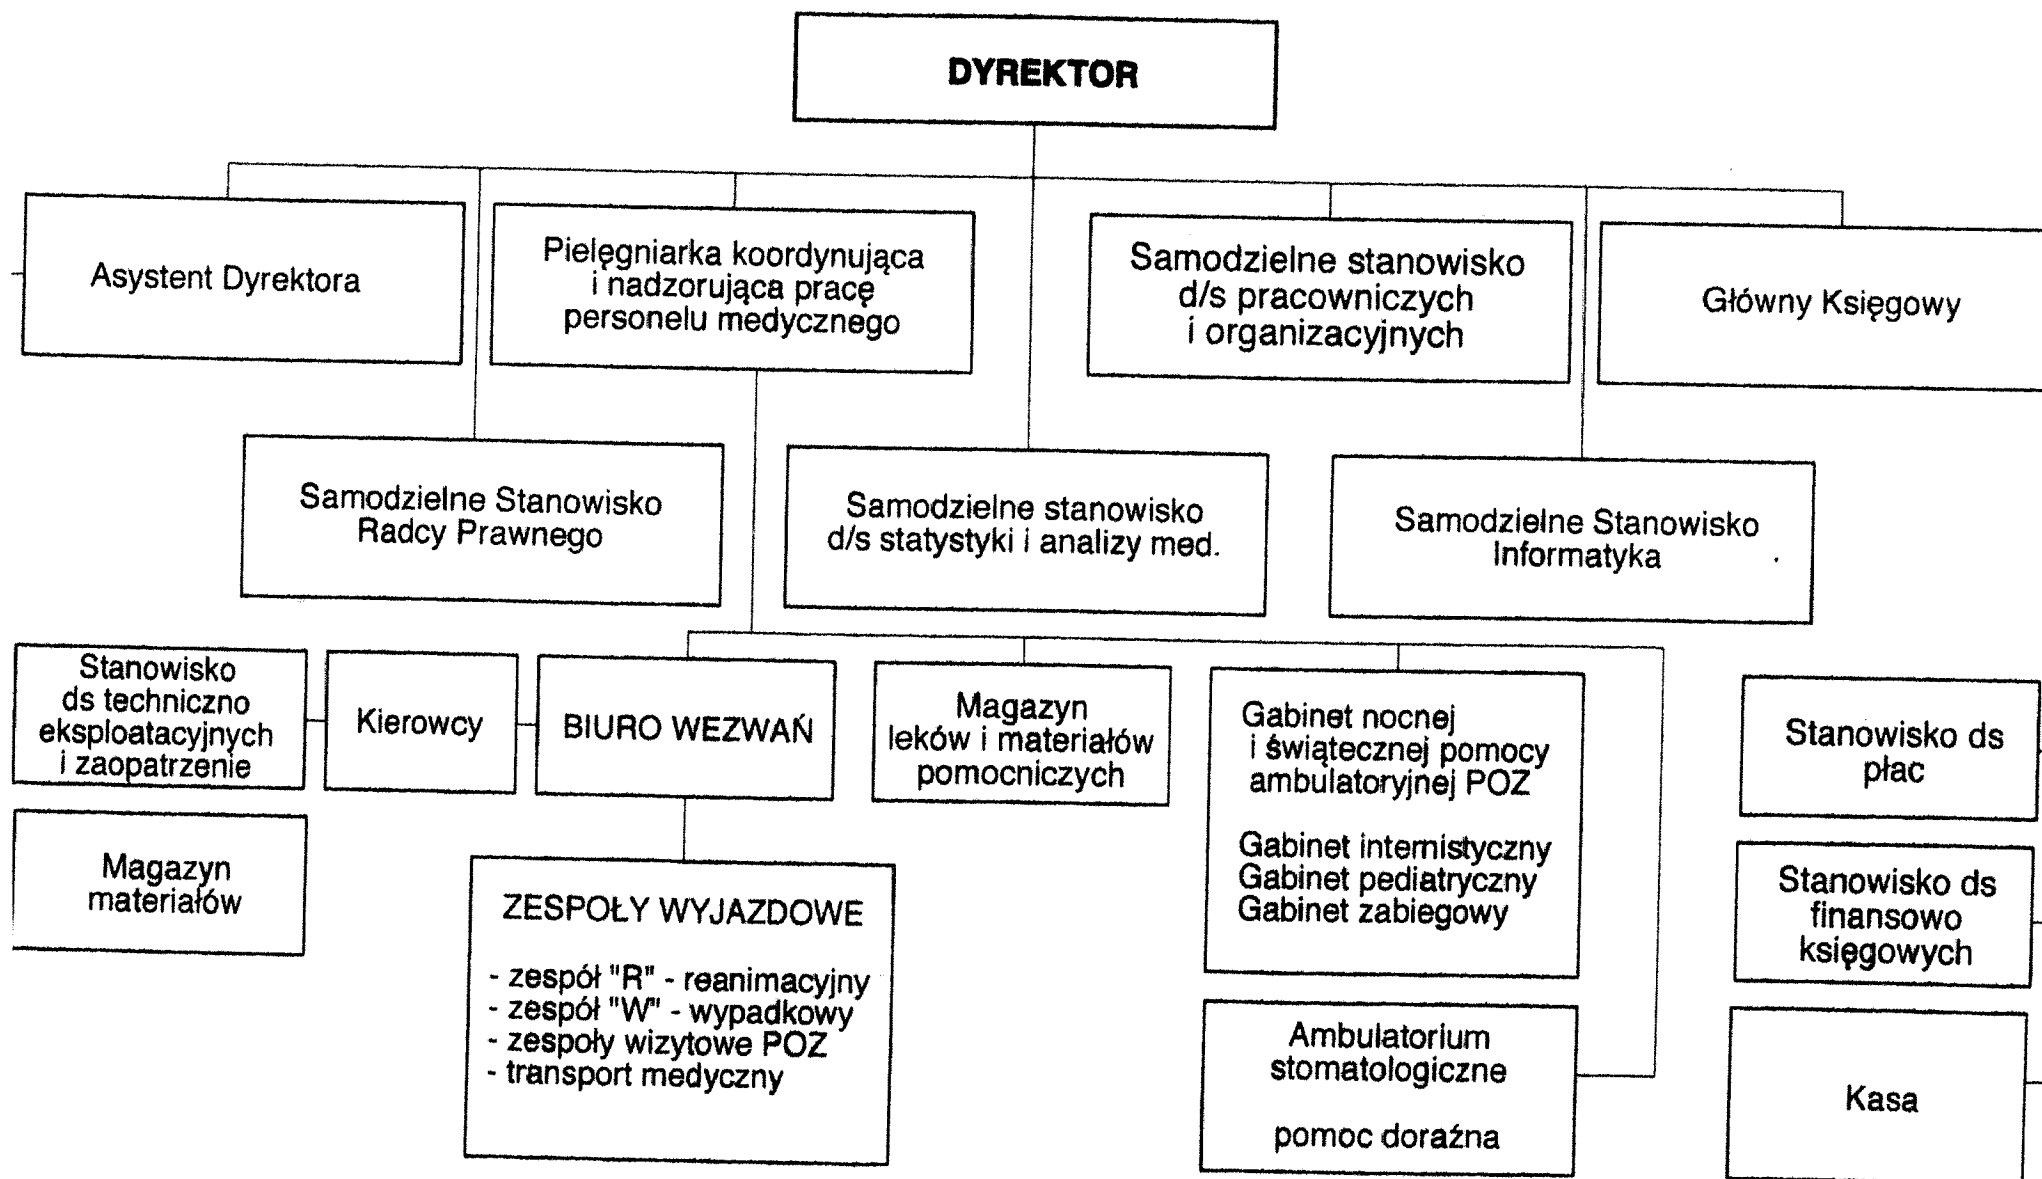 DYREKTOR
Asystent Dyrektora
Pielęgniarka koordynująca
i nadzorująca pracę
personelu medycznego
Samodzielne stanowisko
d/s pracowniczych
i organizacyjnych
Główny Księgowy
Samodzielne Stanowisko
Radcy Prawnego
Samodzielne stanowisko
d/s statystyki i analizy med.
Samodzielne Stanowisko
Informatyka
Stanowisko
ds techniczno
eksploatacyjnych
i zaopatrzenie
Kierowcy
BIURO WEZWAŃ
Magazyn
leków i materiałów
pomocniczych
Gabinet nocnej
i świątecznej pomocy
ambulatoryjnej POZ
Gabinet internistyczny
Gabinet pediatryczny
Gabinet zabiegowy
Stanowisko ds
płac
Magazyn
materiałów
ZESPOŁY WYJAZDOWE
- zespół "R" - reanimacyjny
- zespół "W" - wypadkowy
- zespoły wizytowe POZ
- transport medyczny
Stanowisko ds
finansowo
księgowych
Ambulatorium
stomatologiczne
pomoc doraźna
Kasa